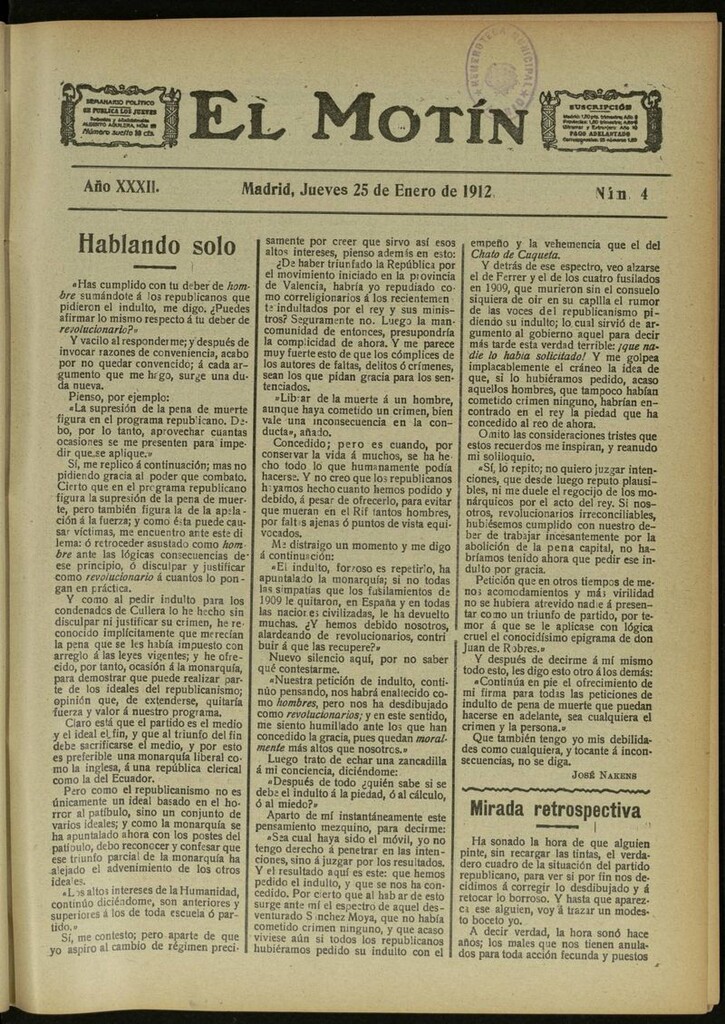 HEMEROTECA MUNICIPAL
SEMANARIO POLÍTICO
SE PUBLICA LOS JUEVES
Número suelto 10 cts.
EL MOTÍN
SUSCRIPCIÓN
PAGO ADELANTADO
Año XXXII.
Madrid, Jueves 25 de Enero de 1912.
Núm. 4
Hablando solo
«Has cumplido con tu deber de hom-
bre sumándote á los republicanos que
pidieron el indulto, me digo. ¿Puedes
afirmar lo mismo respecto á tu deber de
revolucionario?»
Y vacilo al responderme; y después de
invocar razones de conveniencia, acabo
por no quedar convencido; á cada ar-
gumento que me hago, surge una du-
da nueva.
Pienso, por ejemplo:
«La supresión de la pena de muerte
figura en el programa republicano. De-
bo, por lo tanto, aprovechar cuantas
ocasiones se me presenten para impe-
dir que se aplique.»
Sí, me replico á continuación; mas no
pidiendo gracia al poder que combato.
Cierto que en el programa republicano
figura la supresión de la pena de muer-
te, pero también figura la de la apela-
ción á la fuerza; y como ésta puede cau-
sar víctimas, me encuentro ante este di-
lema: ó retroceder asustado como hom-
bre ante las lógicas consecuencias de
ese principio, ó disculpar y justificar
como revolucionario á cuantos lo pon-
gan en práctica.
Y como al pedir indulto para los
condenados de Cullera lo he hecho sin
disculpar ni justificar su crimen, he re-
conocido implícitamente que merecían
la pena que se les había impuesto con
arreglo á las leyes vigentes; y he ofre-
cido, por tanto, ocasión á la monarquía,
para demostrar que puede realizar par-
te de los ideales del republicanismo;
opinión que, de extenderse, quitaría
fuerza y valor á nuestro programa.
Claro está que el partido es el medio
y el ideal el fin, y que al triunfo del fin
debe sacrificarse el medio, y por esto
es preferible una monarquía liberal co-
mo la inglesa, á una república clerical
como la del Ecuador.
Pero como el republicanismo no es
únicamente un ideal basado en el ho-
rror al patíbulo, sino un conjunto de
varios ideales; y como la monarquía se
ha apuntalado ahora con los postes del
patíbulo, debo reconocer y confesar que
ese triunfo parcial de la monarquía ha
alejado el advenimiento de los otros
ideales.
«Los altos intereses de la Humanidad,
continúo diciéndome, son anteriores y
superiores á los de toda escuela ó par-
tido.»
Sí, me contesto; pero aparte de que
yo aspiro al cambio de régimen preci-
samente por creer que sirvo así esos
altos intereses, pienso además en esto:
¿De haber triunfado la República por
el movimiento iniciado en la provincia
de Valencia, habría yo repudiado co-
mo correligionarios á los recientemen-
te indultados por el rey y sus minis-
tros? Seguramente no. Luego la man-
comunidad de entonces, presupondría
la complicidad de ahora. Y me parece
muy fuerte esto de que los cómplices de
los autores de faltas, delitos ó crímenes,
sean los que pidan gracia para los sen-
tenciados.
«Librar de la muerte á un hombre,
aunque haya cometido un crimen, bien
vale una inconsecuencia en la con-
ducta», añado.
Concedido; pero es cuando, por
conservar la vida á muchos, se ha he-
cho todo lo que humanamente podía
hacerse. Y no creo que los republicanos
hayamos hecho cuanto hemos podido y
debido, á pesar de ofrecerlo, para evitar
que mueran en el Rif tantos hombres,
por faltas ajenas ó puntos de vista equi-
vocados.
Me distraigo un momento y me digo
á continuación:
«El indulto, forzoso es repetirlo, ha
apuntalado la monarquía; si no todas
las simpatías que los fusilamientos de
1909 le quitaron, en España y en todas
las naciones civilizadas, le ha devuelto
muchas. ¿Y hemos debido nosotros,
alardeando de revolucionarios, contri
buir á que las recupere?»
Nuevo silencio aquí, por no saber
qué contestarme.
«Nuestra petición de indulto, conti-
núo pensando, nos habrá enaltecido co-
mo hombres, pero nos ha desdibujado
como revolucionarios; y en este sentido,
me siento humillado ante los que han
concedido la gracia, pues quedan moral-
mente más altos que nosotros.»
Luego trato de echar una zancadilla
á mi conciencia, diciéndome:
«Después de todo ¿quién sabe si se
debe el indulto á la piedad, ó al cálculo,
ó al miedo?»
Aparto de mí instantáneamente este
pensamiento mezquino, para decirme:
«Sea cual haya sido el móvil, yo no
tengo derecho á penetrar en las inten-
ciones, sino á juzgar por los resultados.
Y el resultado aquí es este: que hemos
pedido el indulto, y que se nos ha conce-
dido. Por cierto que al hablar de esto
surge ante mí el espectro de aquel des-
venturado Sánchez Moya, que no había
cometido crimen ninguno, y que acaso
viviese aún si todos los republicanos
hubiéramos pedido su indulto con el
empeño y la vehemencia que el del
Chato de Cuqueta.
Y detrás de ese espectro, veo alzarse
el de Ferrer y el de los cuatro fusilados
en 1909, que murieron sin el consuelo
siquiera de oir en su capilla el rumor
de las voces del republicanismo pi-
diendo su indulto; lo cual sirvió de ar-
gumento al gobierno aquel para decir
más tarde esta verdad terrible: ¡que na-
die lo había solicitado! Y me golpea
implacablemente el cráneo la idea de
que, si lo hubiéramos pedido, acaso
aquellos hombres, que tampoco habían
cometido crimen ninguno, habrían en-
contrado en el rey la piedad que ha
concedido al reo de ahora.
Omito las consideraciones tristes que
estos recuerdos me inspiran, y reanudo
mi soliloquio.
«Sí, lo repito; no quiero juzgar inten-
ciones, que desde luego reputo plausi-
bles, ni me duele el regocijo de los mo-
nárquicos por el acto del rey. Si nos-
otros, revolucionarios irreconciliables,
hubiésemos cumplido con nuestro de-
ber de trabajar incesantemente por la
abolición de la pena capital, no ha-
bríamos tenido ahora que pedir ese in-
dulto por gracia.
Petición que en otros tiempos de me-
nos acomodamientos y más virilidad
no se hubiera atrevido nadie á presen-
tar como un triunfo de partido, por te-
mor á que se le aplicase con lógica
cruel el conocidísimo epigrama de don
Juan de Robres.»
Y después de decirme á mí mismo
todo esto, les digo esto otro á los demás:
«Continúa en pie el ofrecimiento de
mi firma para todas las peticiones de
indulto de pena de muerte que puedan
hacerse en adelante, sea cualquiera el
crimen y la persona.»
Que también tengo yo mis debilida-
des como cualquiera, y tocante á incon-
secuencias, no se diga.
JOSÉ NAKENS
Mirada retrospectiva
Ha sonado la hora de que alguien
pinte, sin recargar las tintas, el verda-
dero cuadro de la situación del partido
republicano, para ver si por fin nos de-
cidimos á corregir lo desdibujado y á
retocar lo borroso. Y hasta que aparez-
ca ese alguien, voy á trazar un modes-
to boceto yo.
A decir verdad, la hora sonó hace
años; los males que nos tienen anula-
dos para toda acción fecunda y puestos